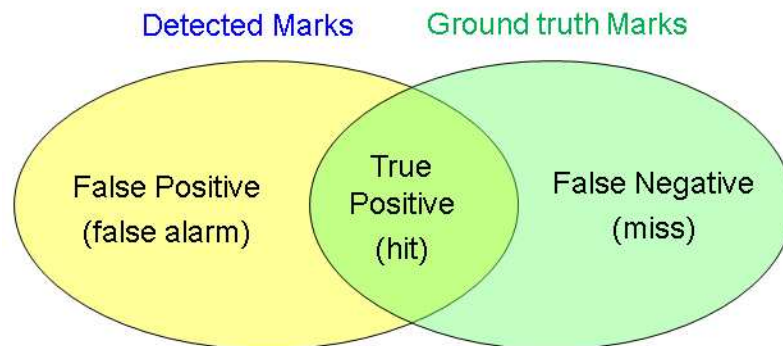 Detected Marks
Ground truth Marks
False Positive
(false alarm)
True
Positive
(hit)
False Negative
(miss)